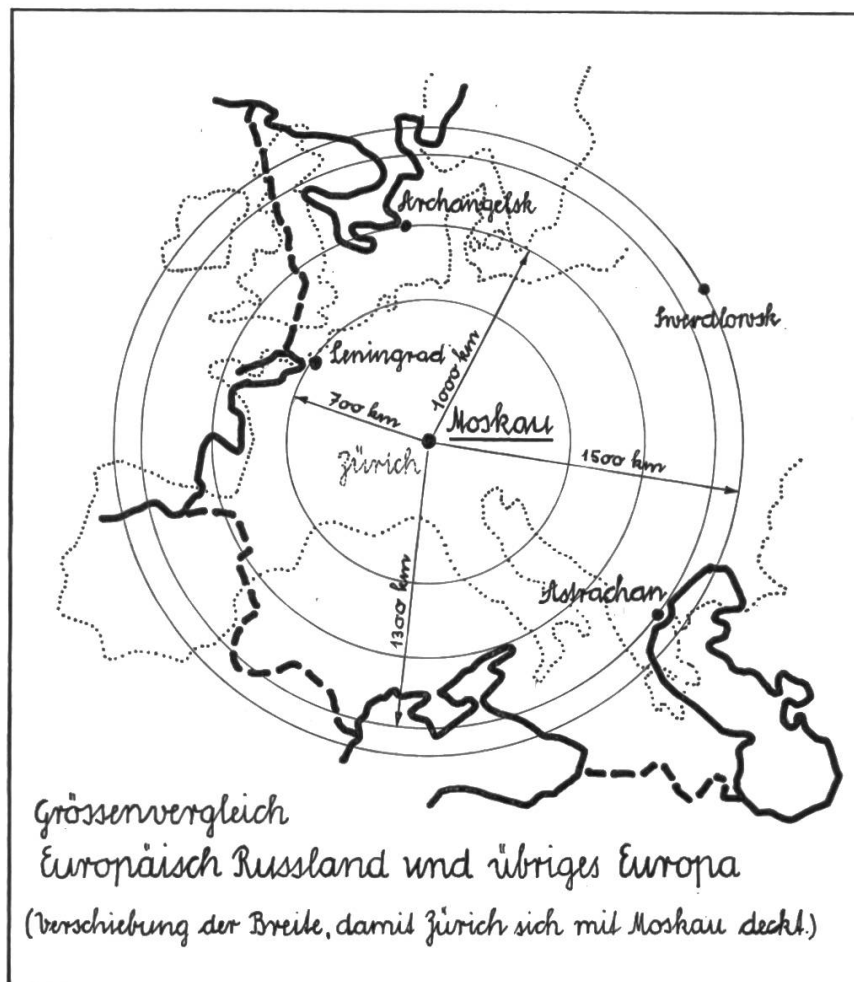 Archangelsk
Swerdlowsk
Leningrad
1000 km
700 km
Moskau
Zürich
1500 km
Astrachan
1300 km
Grössenvergleich
Europäisch Russland und übriges Europa
(Verschiebung der Breite, damit Zürich sich mit Moskau deckt.)